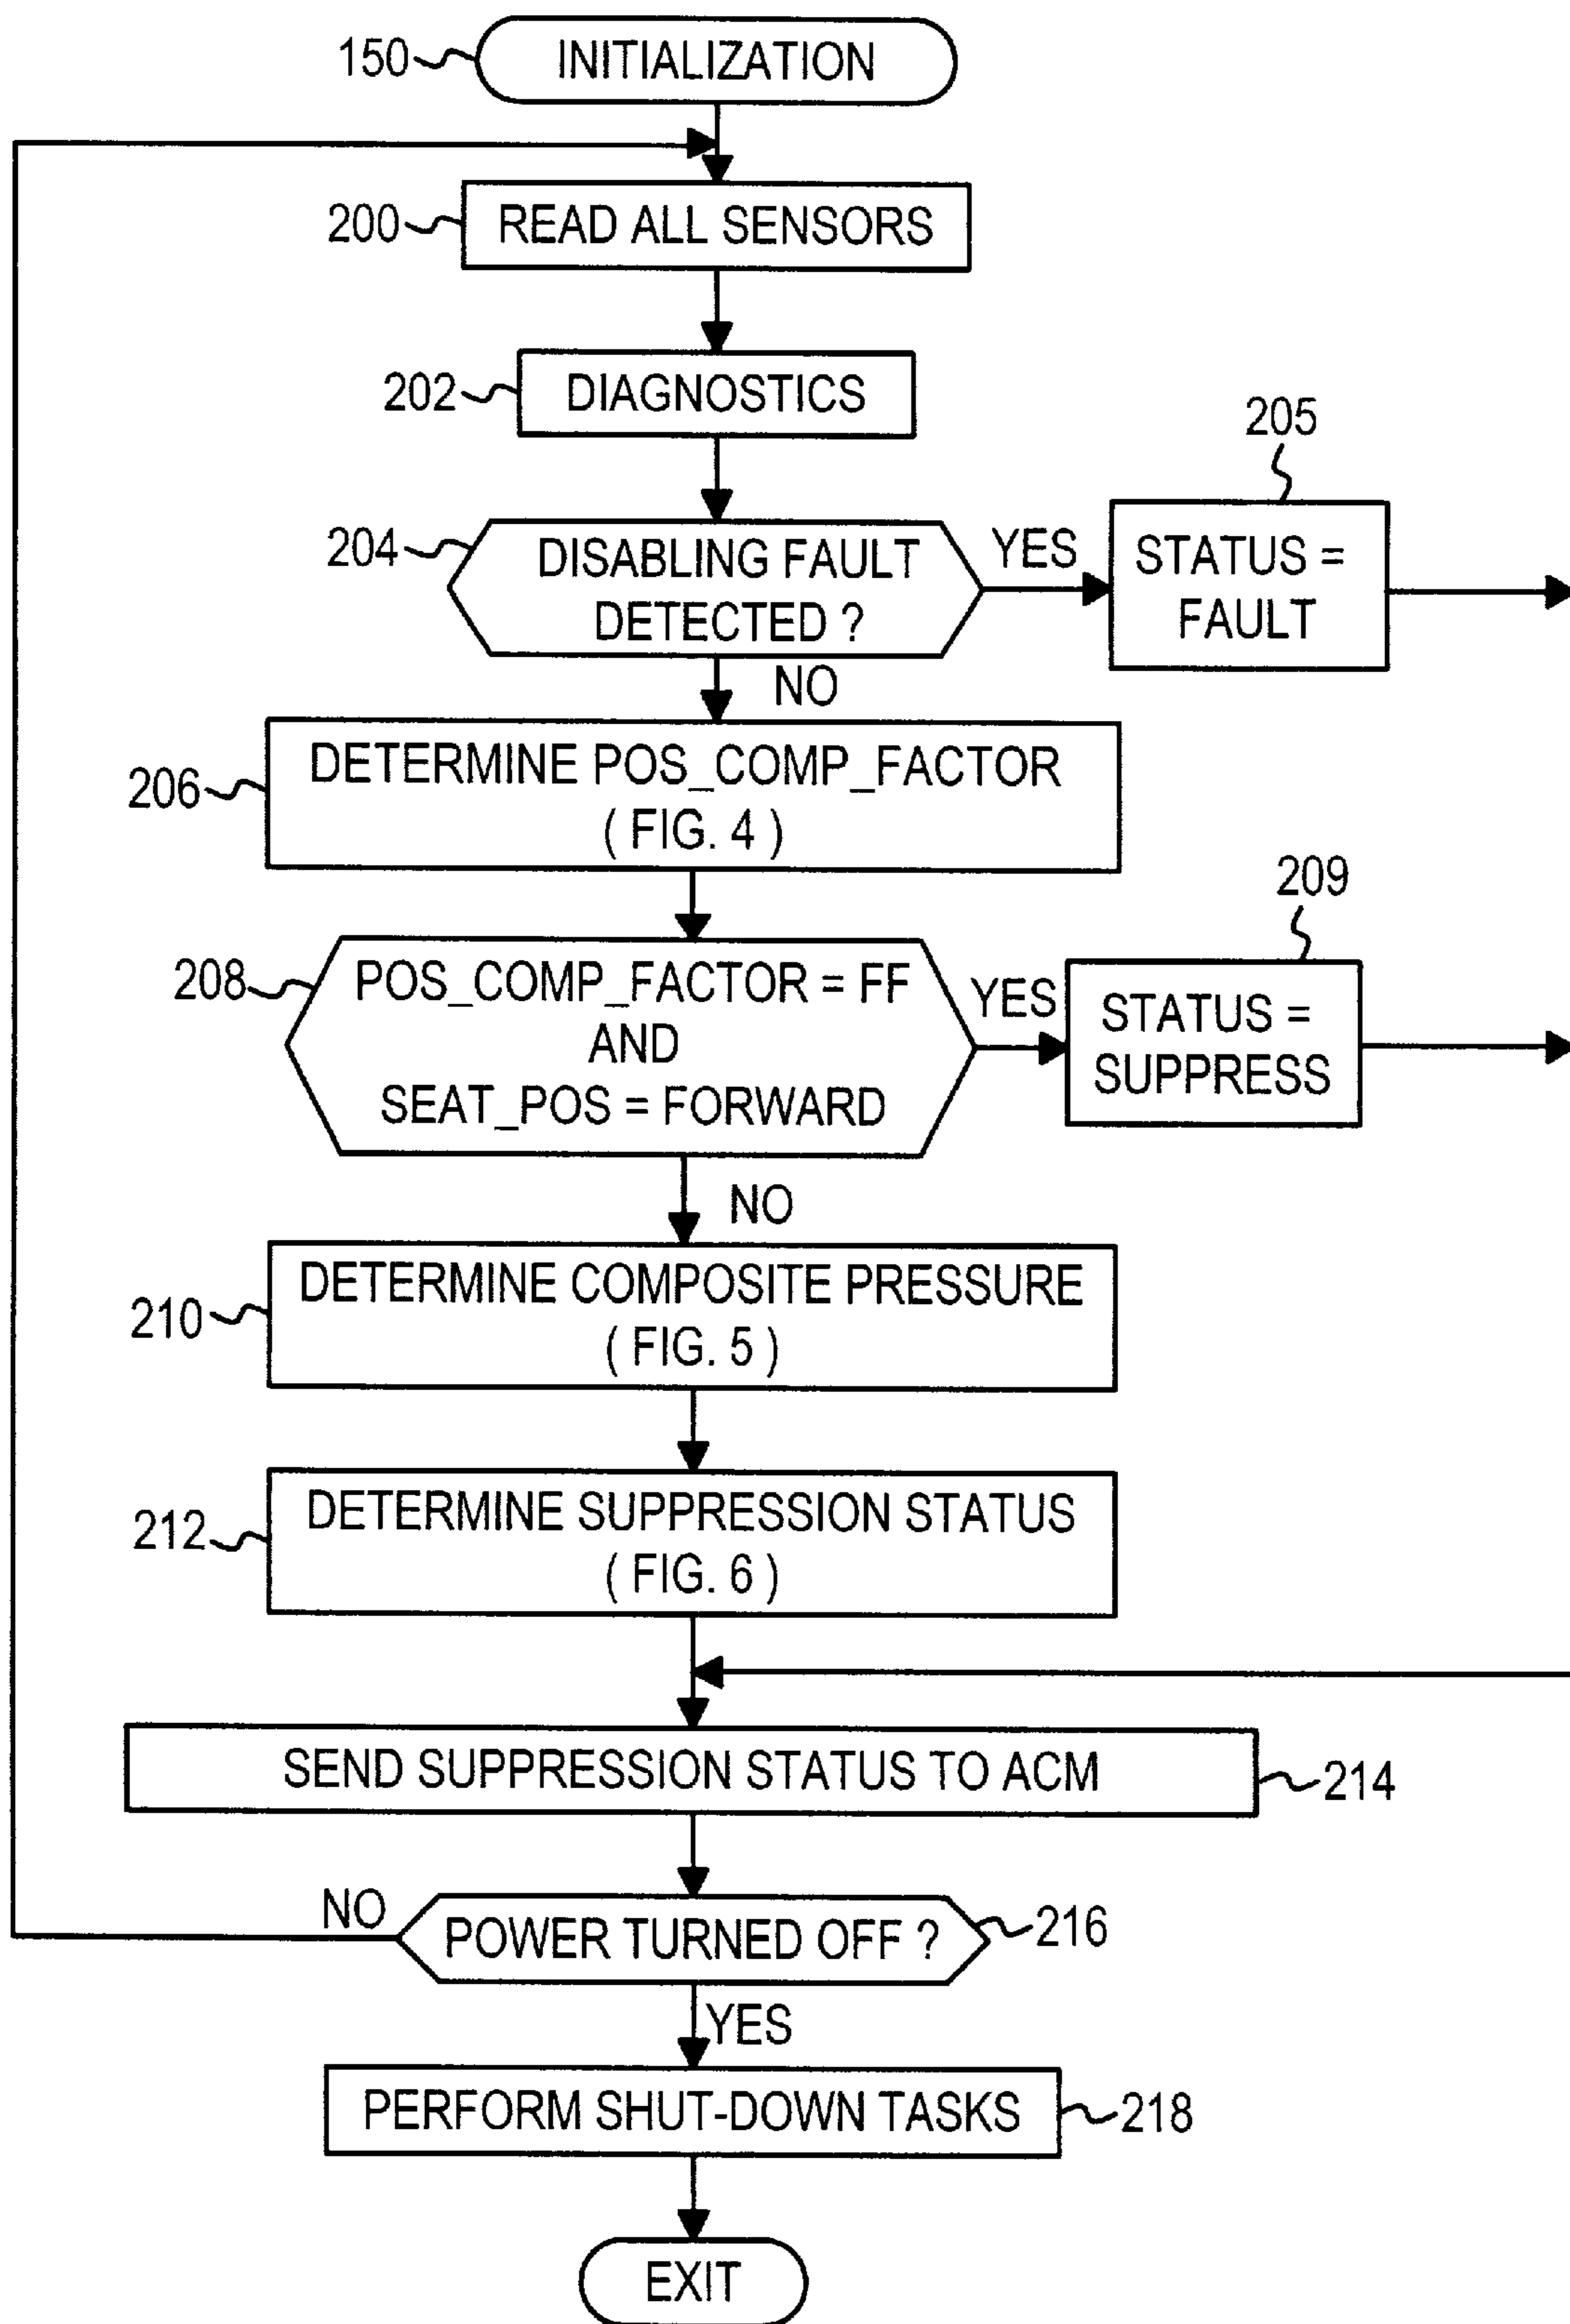 150
INITIALIZATION
200
READ ALL SENSORS
202
DIAGNOSTICS
205
204
DISABLING FAULT
DETECTED ?
YES
STATUS =
FAULT
NO
206
DETERMINE POS_COMP_FACTOR
( FIG. 4 )
209
208
POS_COMP_FACTOR = FF
AND
SEAT_POS = FORWARD
YES
STATUS =
SUPPRESS
NO
210
DETERMINE COMPOSITE PRESSURE
( FIG. 5 )
212
DETERMINE SUPPRESSION STATUS
( FIG. 6 )
SEND SUPPRESSION STATUS TO ACM
214
NO
POWER TURNED OFF ?
216
YES
PERFORM SHUT-DOWN TASKS
218
EXIT